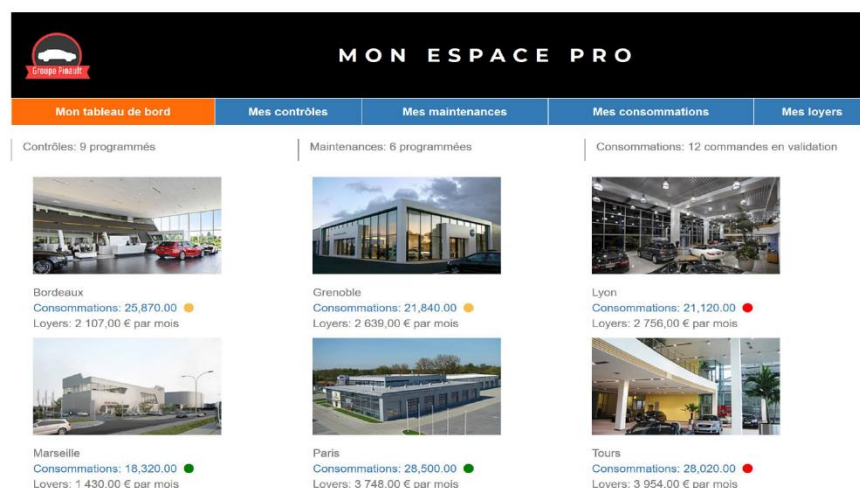 MON ESPACE PRO
Groupe Pinault
Mon tableau de bord Mes contrôles Mes maintenances Mes consommations Mes loyers
Contrôles: 9 programmés Maintenances: 6 programmées Consommations: 12 commandes en validation
Bordeaux Grenoble Lyon
Consommations: 25,870.00 Consommations: 21,840.00 Consommations: 21,120.00
Loyers: 2 107,00 € par mois Loyers: 2 639,00 € par mois Loyers: 2 756,00 € par mois
Marseille Paris Tours
Consommations: 18,320.00 Consommations: 28,500.00 Consommations: 28,020.00
Loyers: 1 430,00 € par mois Loyers: 3 748,00 € par mois Loyers: 3 954,00 € par mois